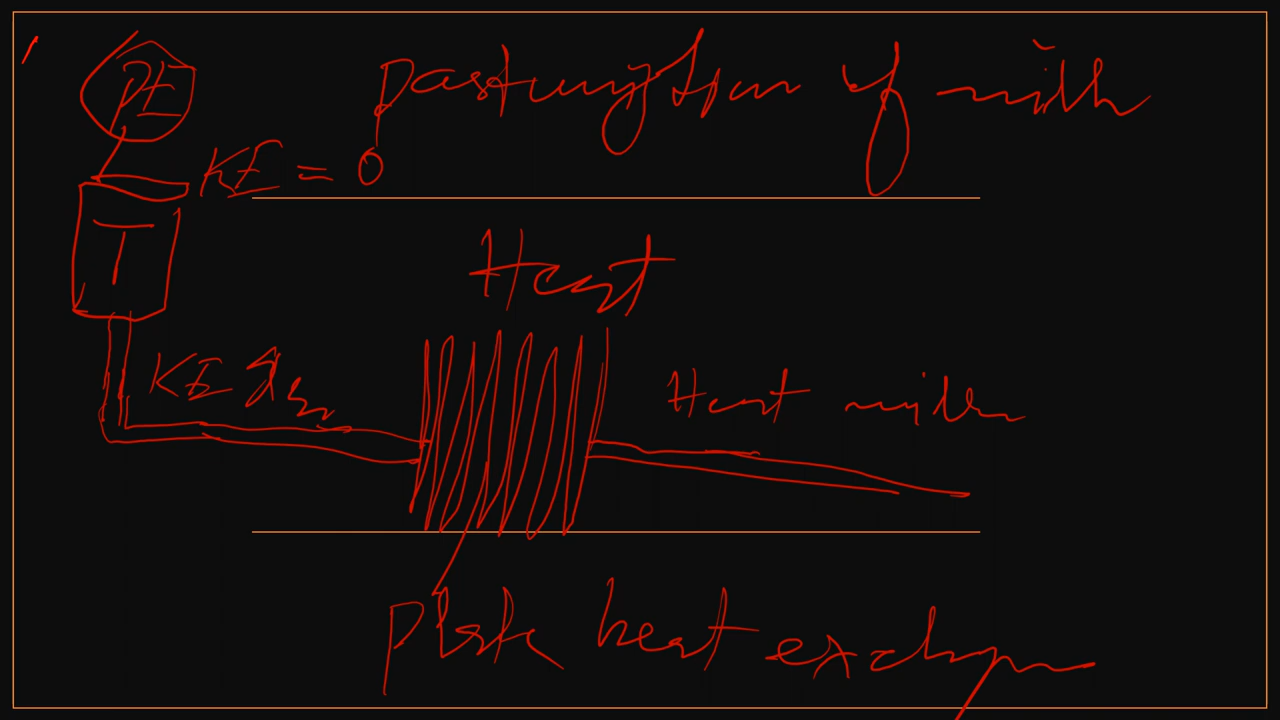 PE
Pasteurization of milk
KE = 0
T
Heat
KE
Heat milk
Plate heat exchanger